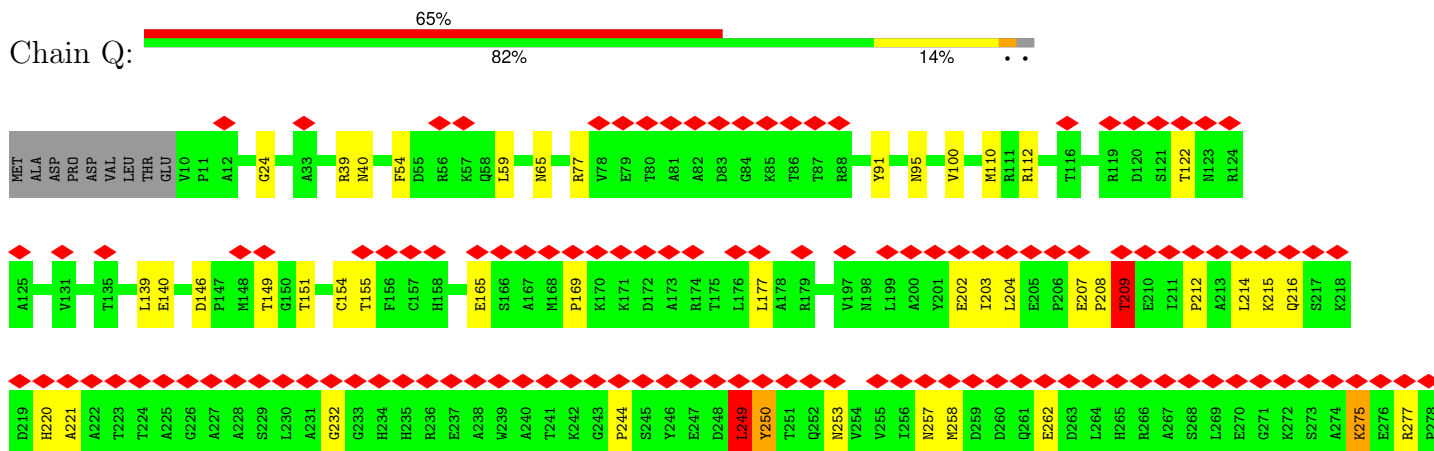 65%
Chain Q:
82% 14% • •
MET ALA ASP PRO ASP VAL LEU THR GLU V10 P11 A12 G24 A33 R39 N40 F54 D55 R56 K57 Q58 L59 N65 R77 V78 E79 T80 A81 A82 D83 G84 K85 T86 T87 R88 Y91 N95 V100 M110 R111 R112 T116 R119 D120 S121 T122 N123 R124
A125 V131 T135 L139 E140 D146 P147 M148 T149 G150 T151 C154 T155 F156 C157 H158 E165 S166 A167 M168 P169 K170 K171 D172 A173 R174 T175 L176 L177 A178 R179 V197 N198 L199 A200 Y201 E202 I203 L204 E205 P206 E207 P208 T209 E210 I211 P212 A213 L214 K215 Q216 S217 K218
D219 H220 A221 A222 T223 T224 A225 G226 A227 A228 S229 L230 A231 G232 G233 H234 H235 R236 E237 A238 W239 A240 T241 K242 G243 P244 S245 Y246 E247 D248 L249 Y250 T251 Q252 N253 V254 V255 I256 N257 M258 D259 D260 Q261 E262 D263 L264 H265 R266 A267 S268 L269 E270 G271 K272 S273 A274 K275 E276 R277 P278